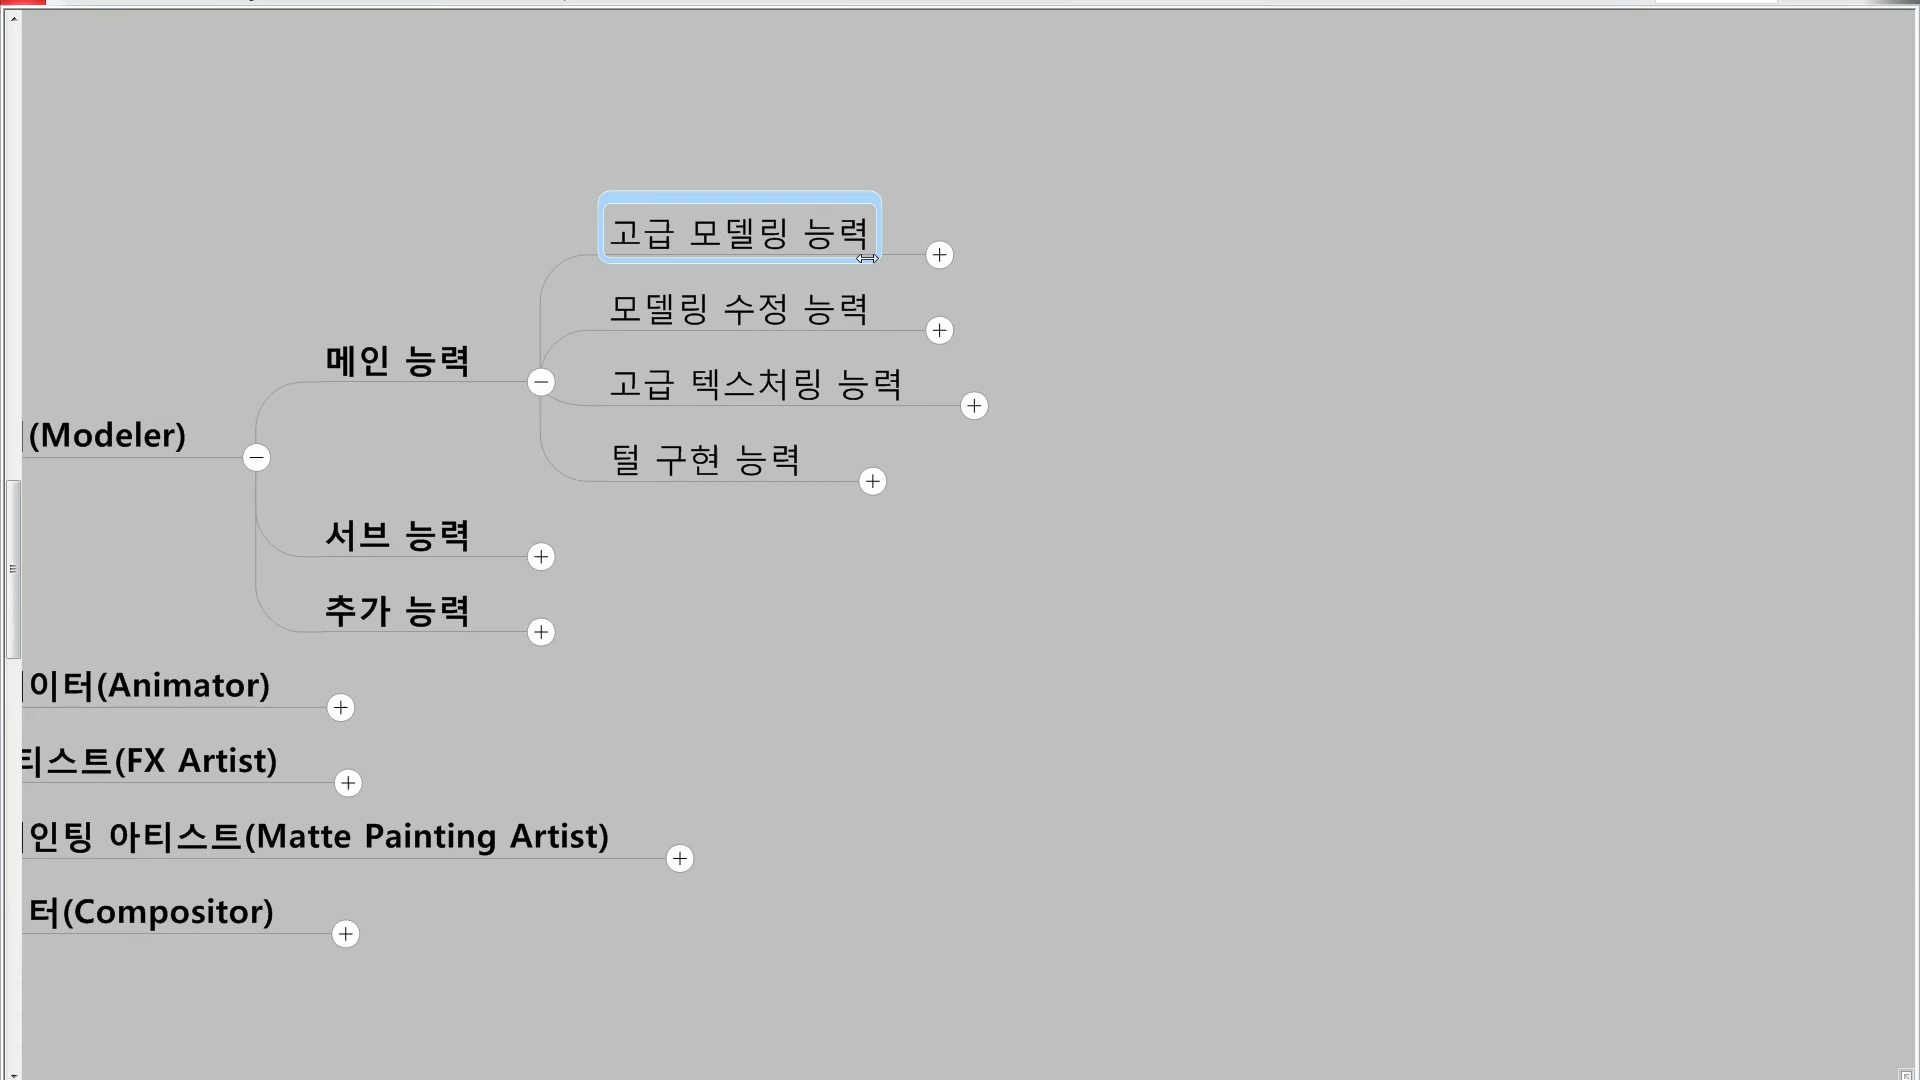 고급 모델링 능력
모델링 수정 능력
메인 능력
고급 텍스처링 능력
(Modeler)
털 구현 능력
서브 능력
추가 능력
이터(Animator)
티스트(FX Artist)
인팅 아티스트(Matte Painting Artist)
터(Compositor)